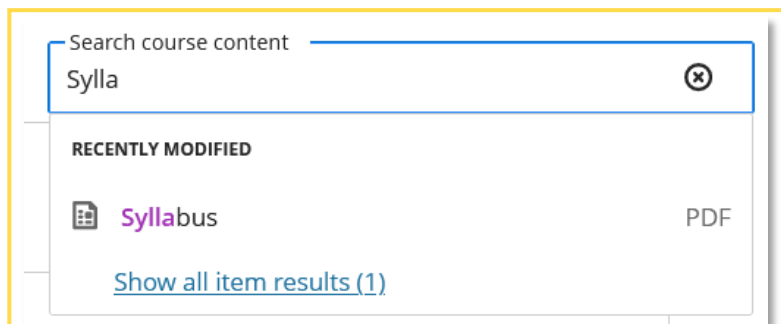 Search course content
Sylla
RECENTLY MODIFIED
Syllabus PDF
Show all item results (1)